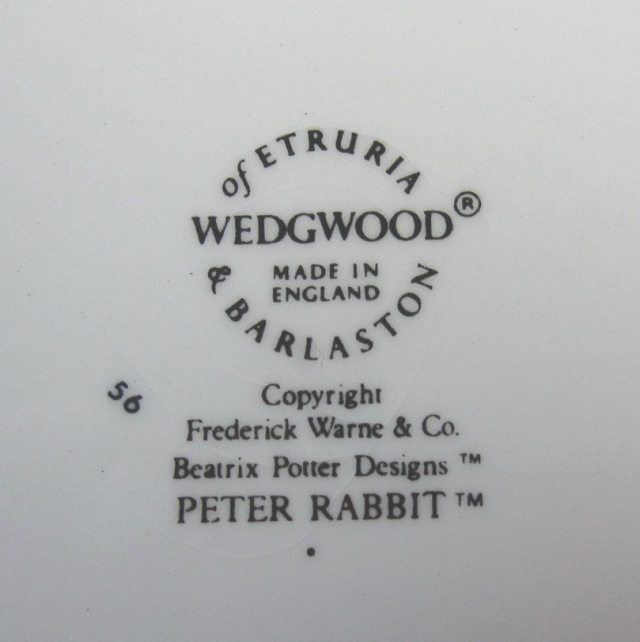 of ETRURIA
WEDGWOOD®
MADE IN
ENGLAND
& BARLASTON
56
Copyright
Frederick Warne & Co.
Beatrix Potter Designs ™
PETER RABBIT ™